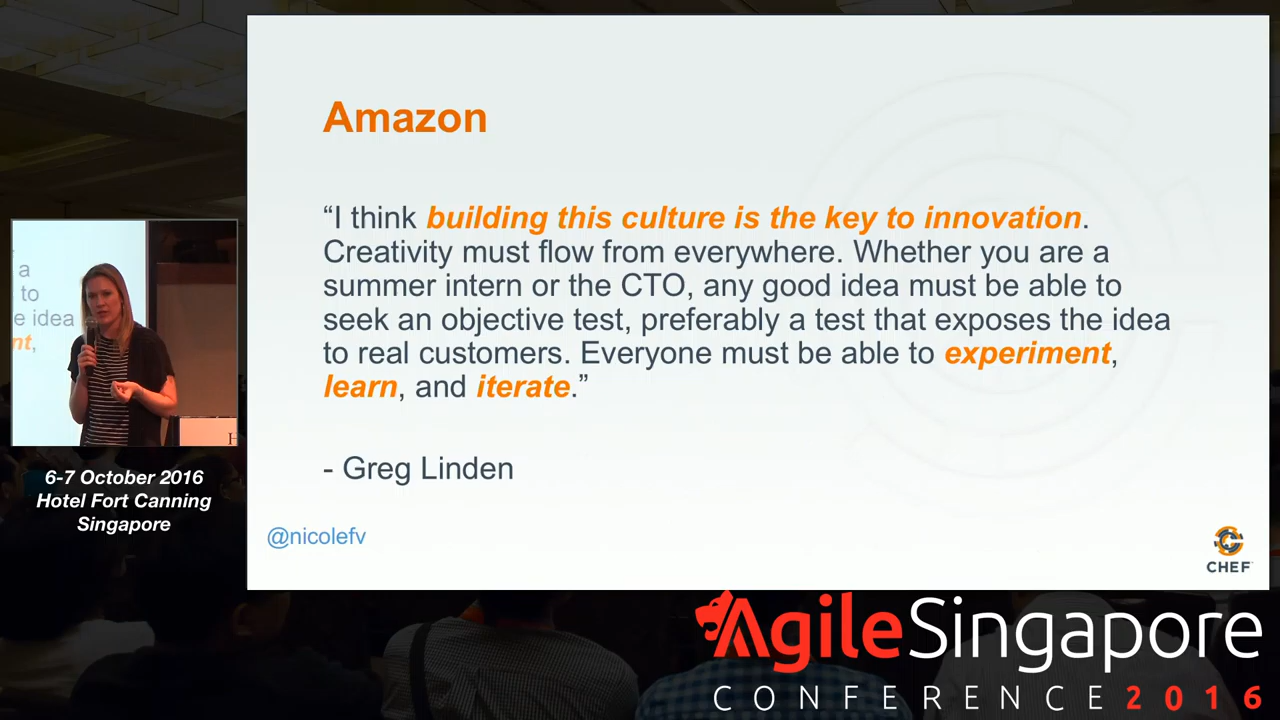 Amazon
“I think building this culture is the key to innovation.
Creativity must flow from everywhere. Whether you are a
summer intern or the CTO, any good idea must be able to
seek an objective test, preferably a test that exposes the idea
to real customers. Everyone must be able to experiment,
learn, and iterate.”
- Greg Linden
@nicolefv
CHEF
a
to
e idea
nt,
H
6-7 October 2016
Hotel Fort Canning
Singapore
AgileSingapore
CONFERENCE 2016